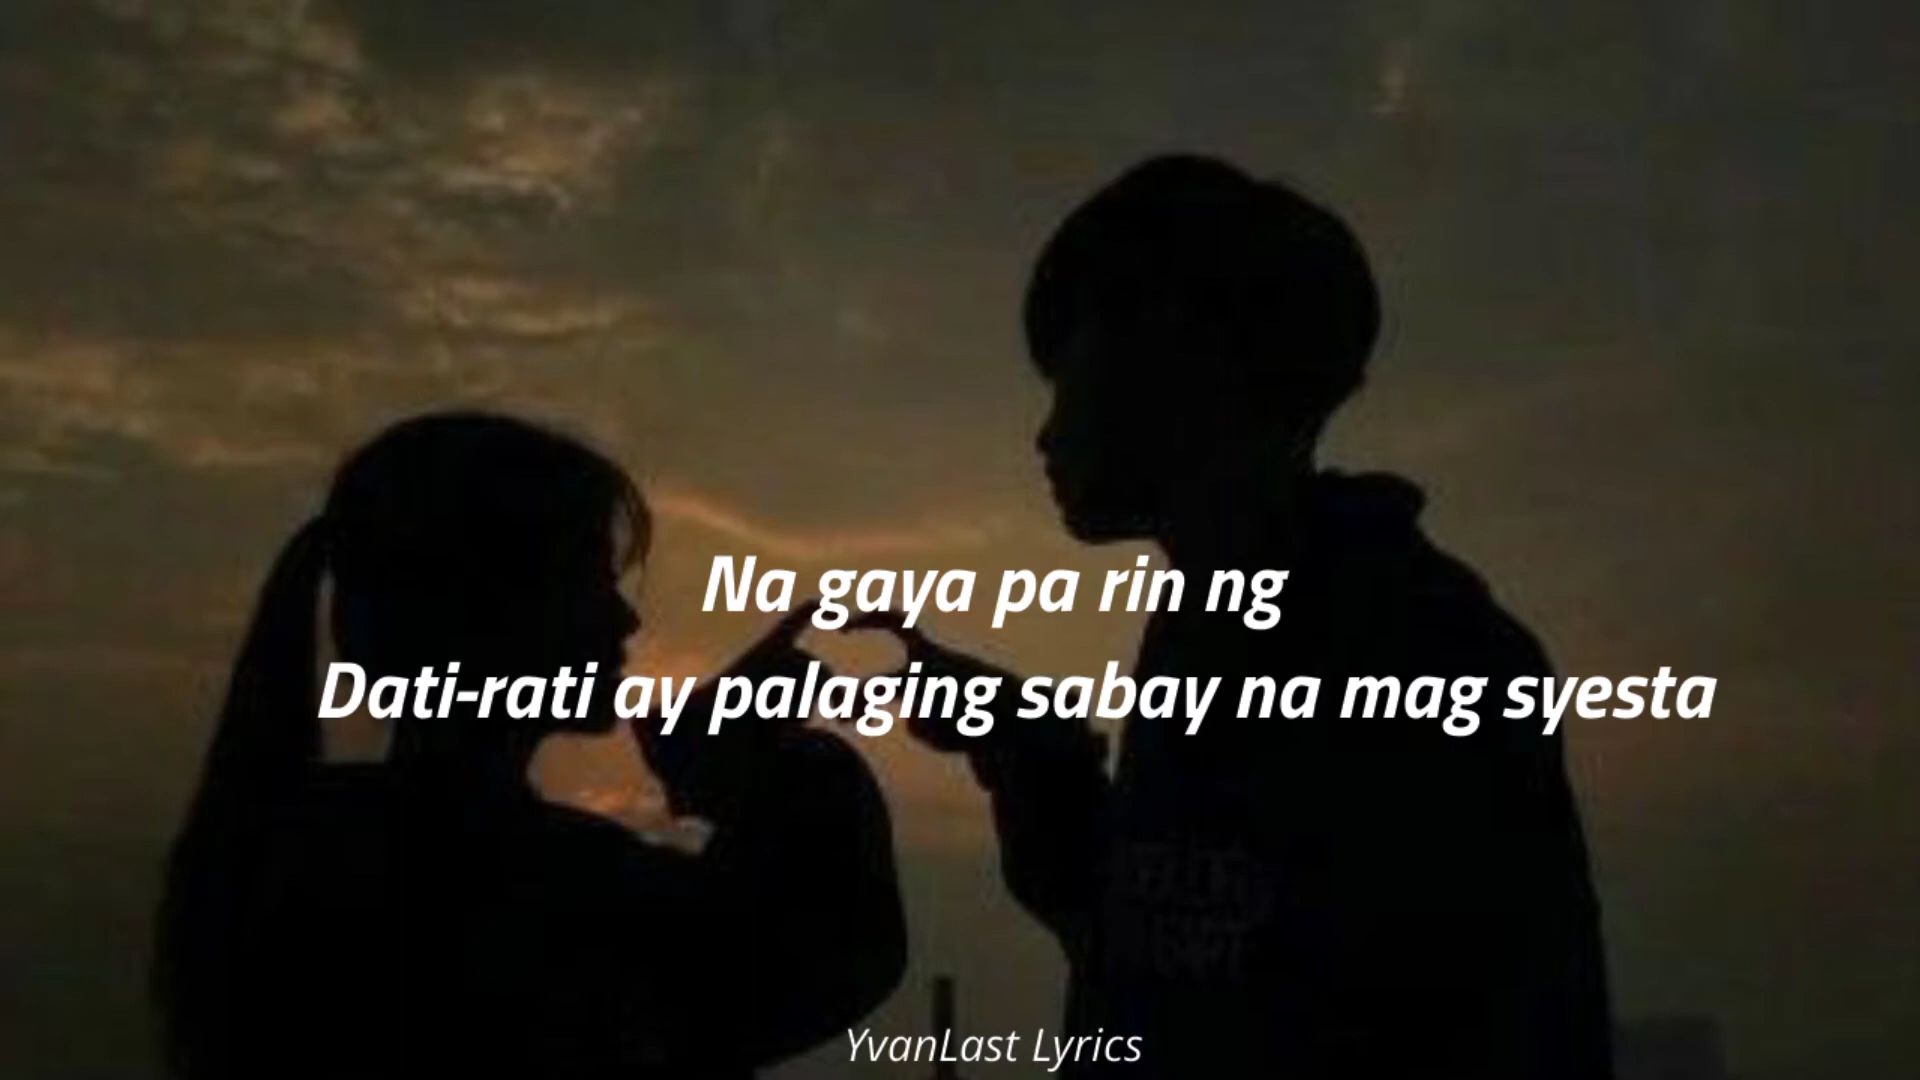 Na gaya pa rin ng
Dati-rati ay palaging sabay na mag syesta
YvanLast Lyrics